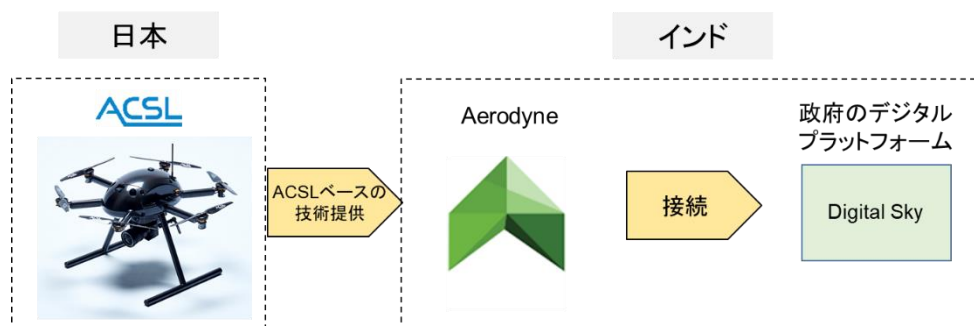 日本
インド
ACSL
ACSLベースの
技術提供
Aerodyne
接続
政府のデジタル
プラットフォーム
Digital Sky